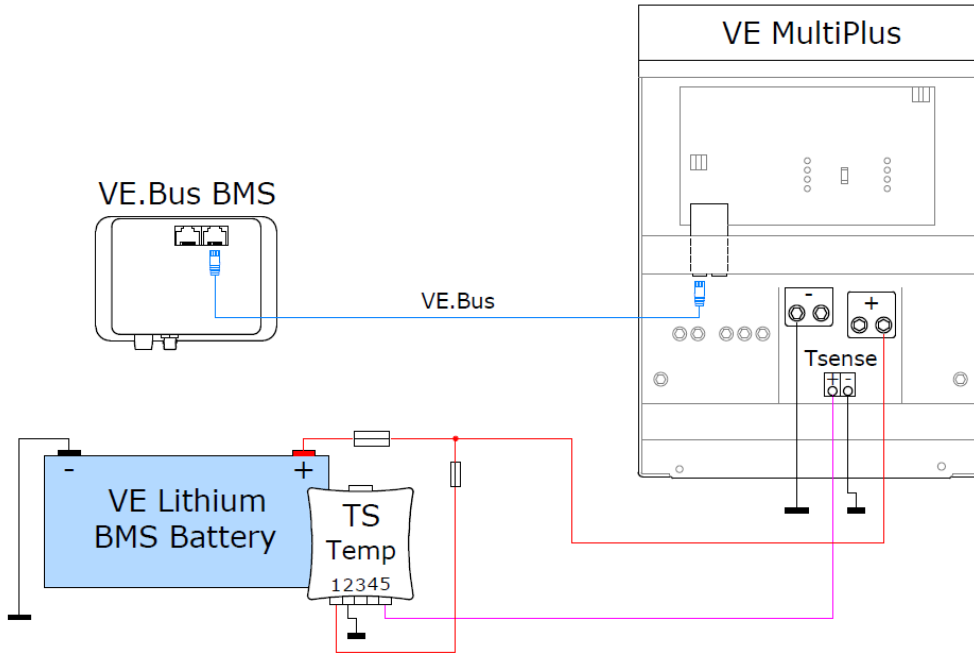 VE MultiPlus
VE.Bus BMS
VE.Bus
-
+
Tsense
+ -
- +
VE Lithium
BMS Battery
TS
Temp
12345